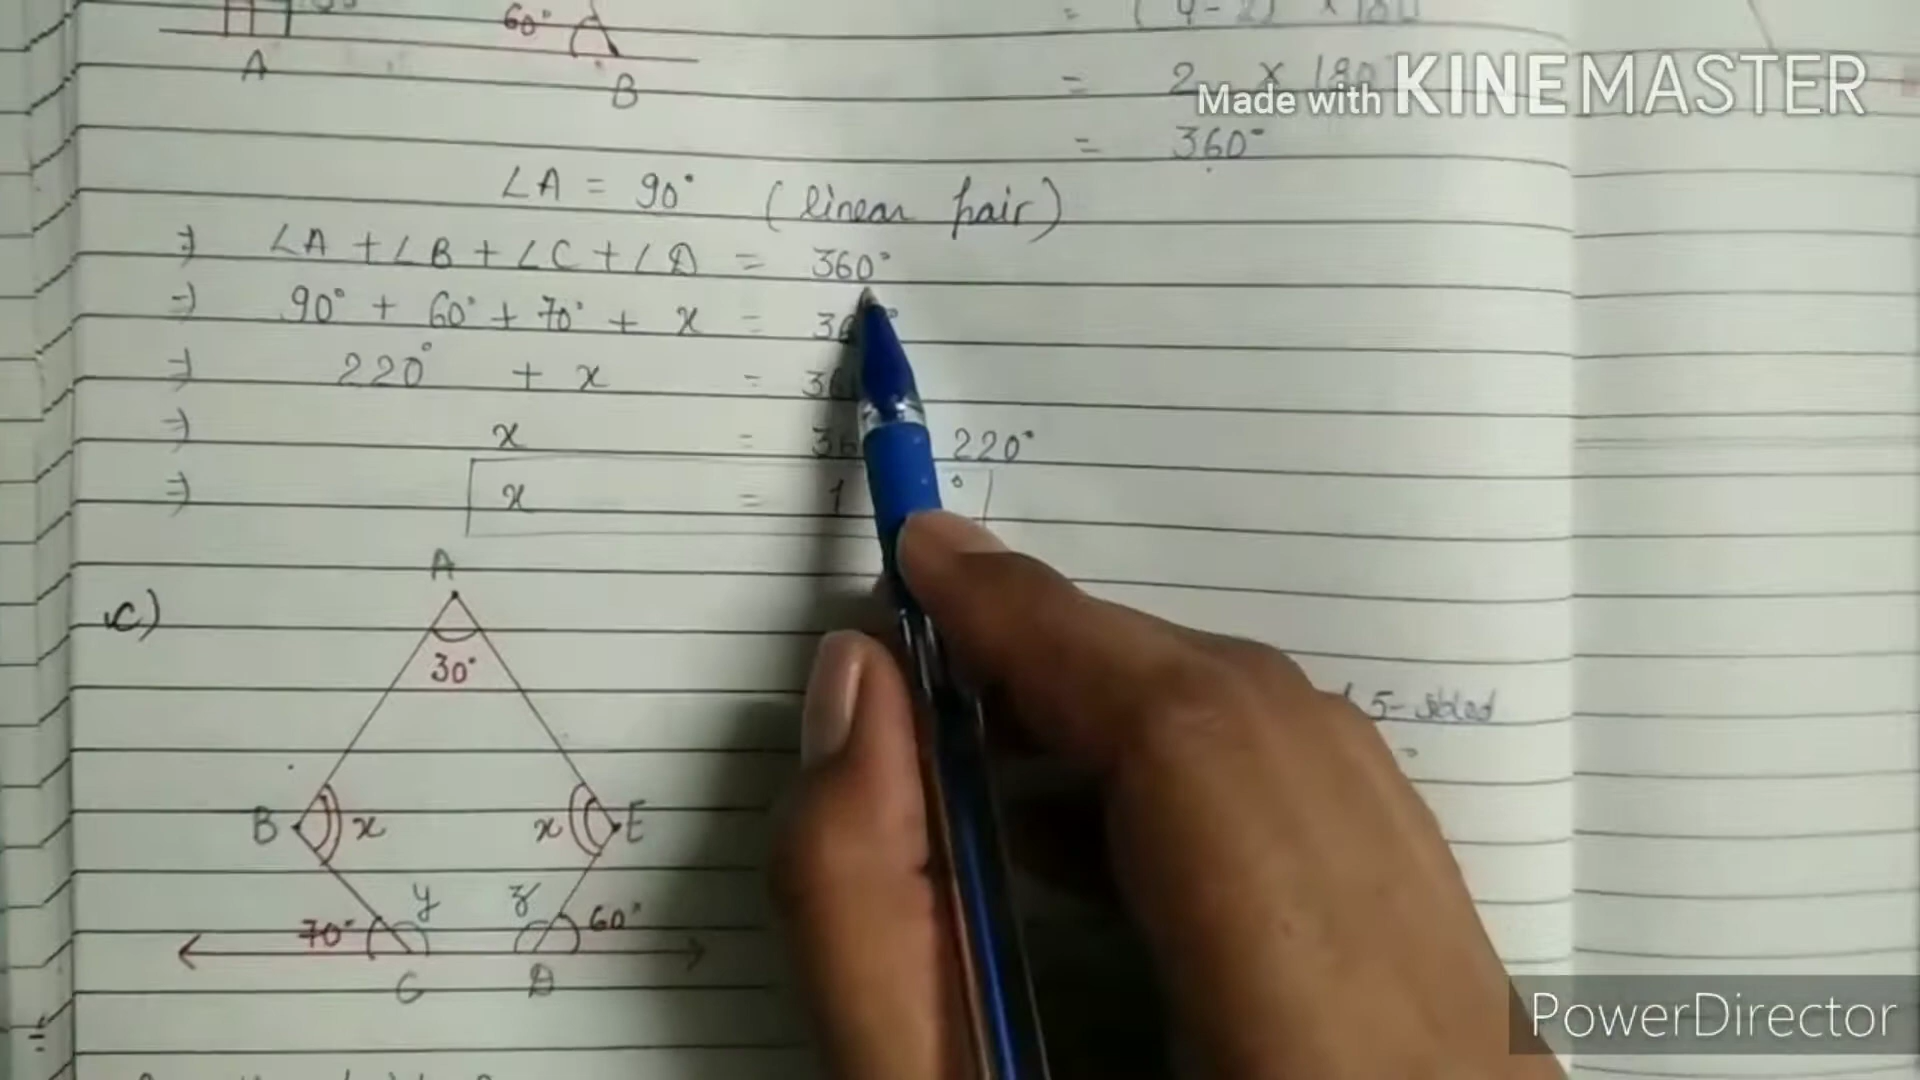 60°
A
B
= (4-2) × 180
= 2 × 180
Made with KINEMASTER
= 360°
∠A = 90° (linear pair)
⇒ ∠A + ∠B + ∠C + ∠D = 360°
⇒ 90° + 60° + 70° + x = 36
⇒ 220° + x = 36
⇒ x = 36 220°
⇒ x = 1 °
A
c)
30°
5-sided
B x x E
y z
70° 60°
C D
PowerDirector